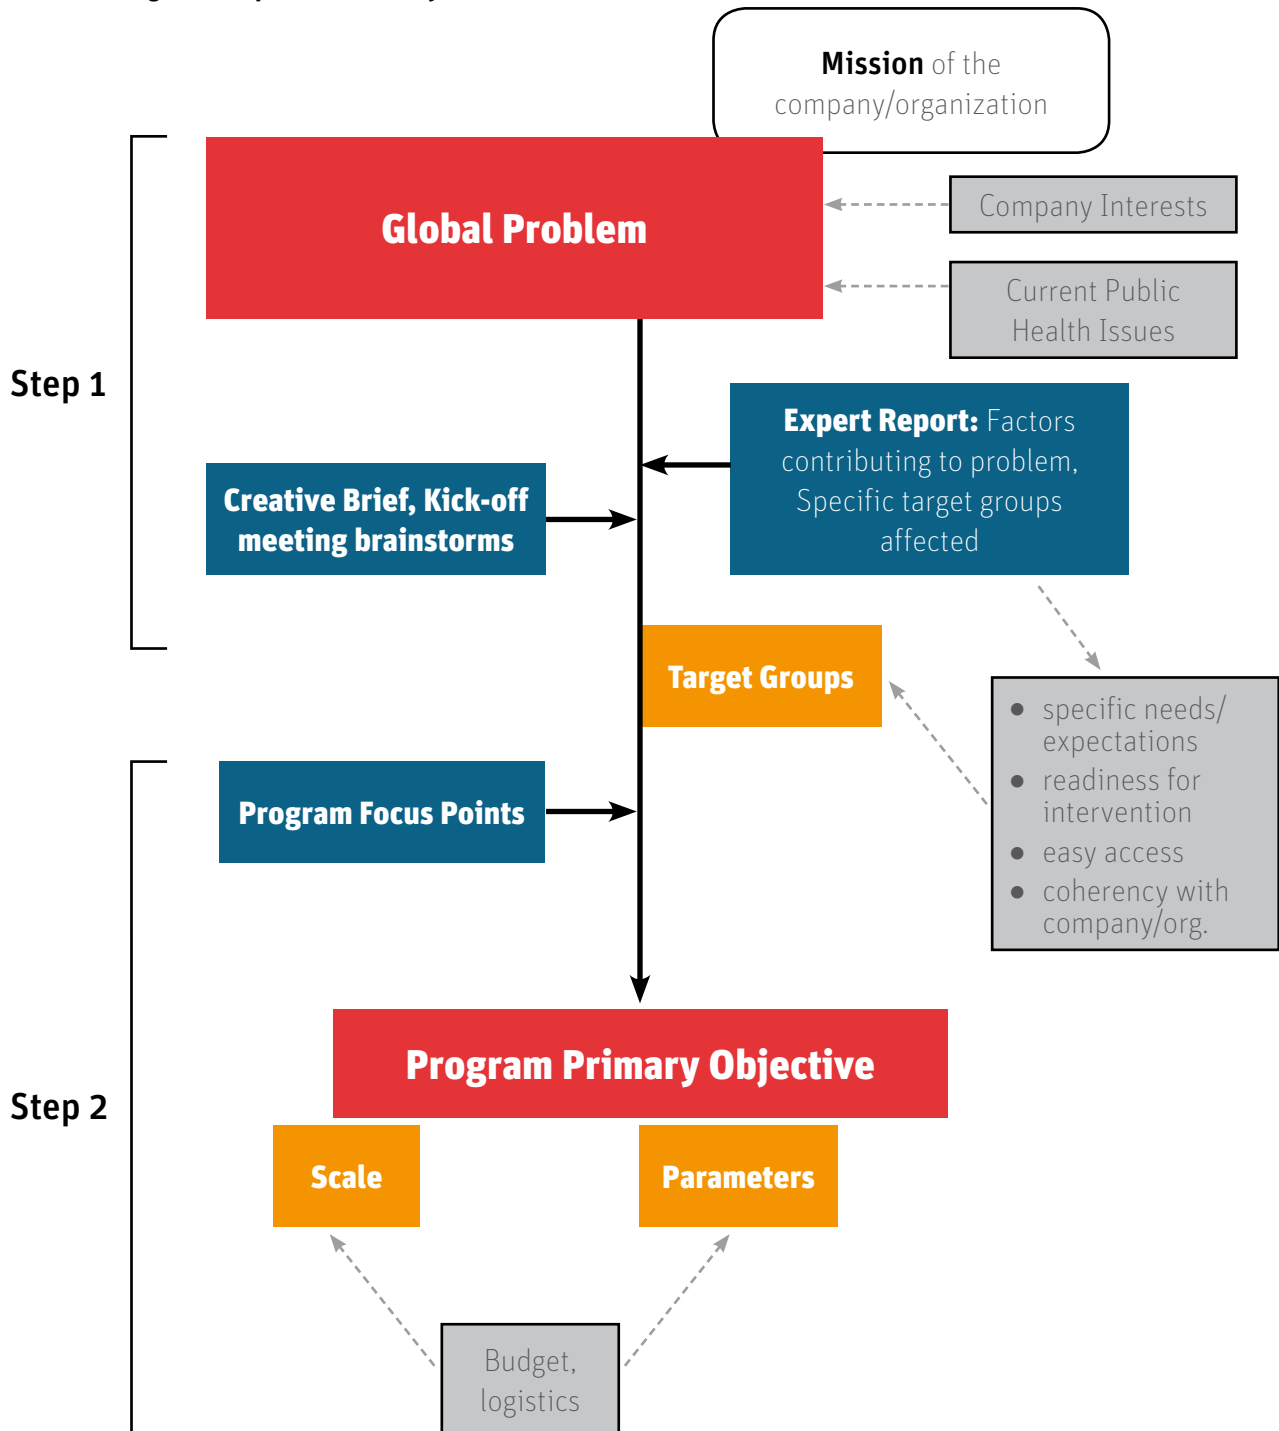 Mission of the
company/organization
Global Problem
Company Interests
Current Public
Health Issues
Step 1
Expert Report: Factors
contributing to problem,
Specific target groups
affected
Creative Brief, Kick-off
meeting brainstorms
Target Groups
● specific needs/
expectations
● readiness for
intervention
● easy access
● coherency with
company/org.
Program Focus Points
Program Primary Objective
Step 2
Scale
Parameters
Budget,
logistics